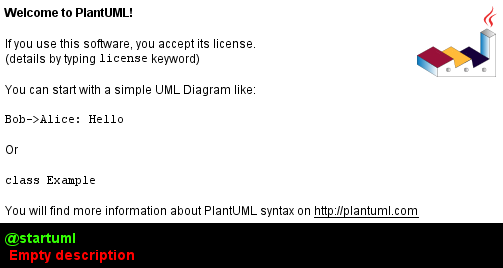 Welcome to PlantUML!
If you use this software, you accept its license.
(details by typing license keyword)
You can start with a simple UML Diagram like:
Bob->Alice: Hello
Or
class Example
You will find more information about PlantUML syntax on http://plantuml.com
@startuml
Empty description